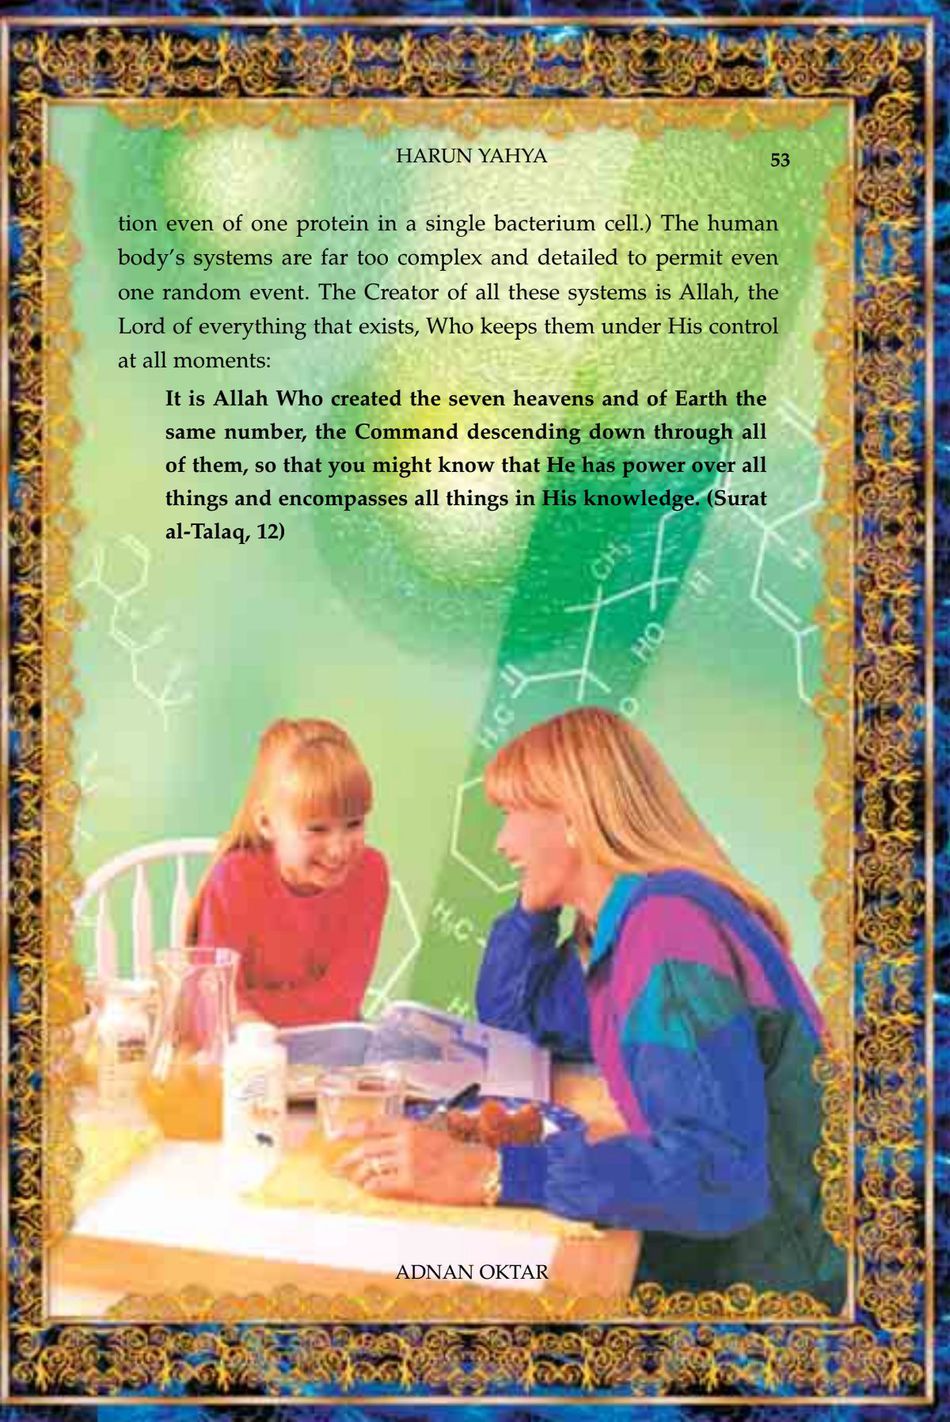 HARUN YAHYA
53
tion even of one protein in a single bacterium cell.) The human
body's systems are far too complex and detailed to permit even
one random event. The Creator of all these systems is Allah, the
Lord of everything that exists, Who keeps them under His control
at all moments:
It is Allah Who created the seven heavens and of Earth the
same number, the Command descending down through all
of them, so that you might know that He has power over all
things and encompasses all things in His knowledge. (Surat
al-Talaq, 12)
CH₃
H
H
HO
O
H₃C
H₃C
ADNAN OKTAR